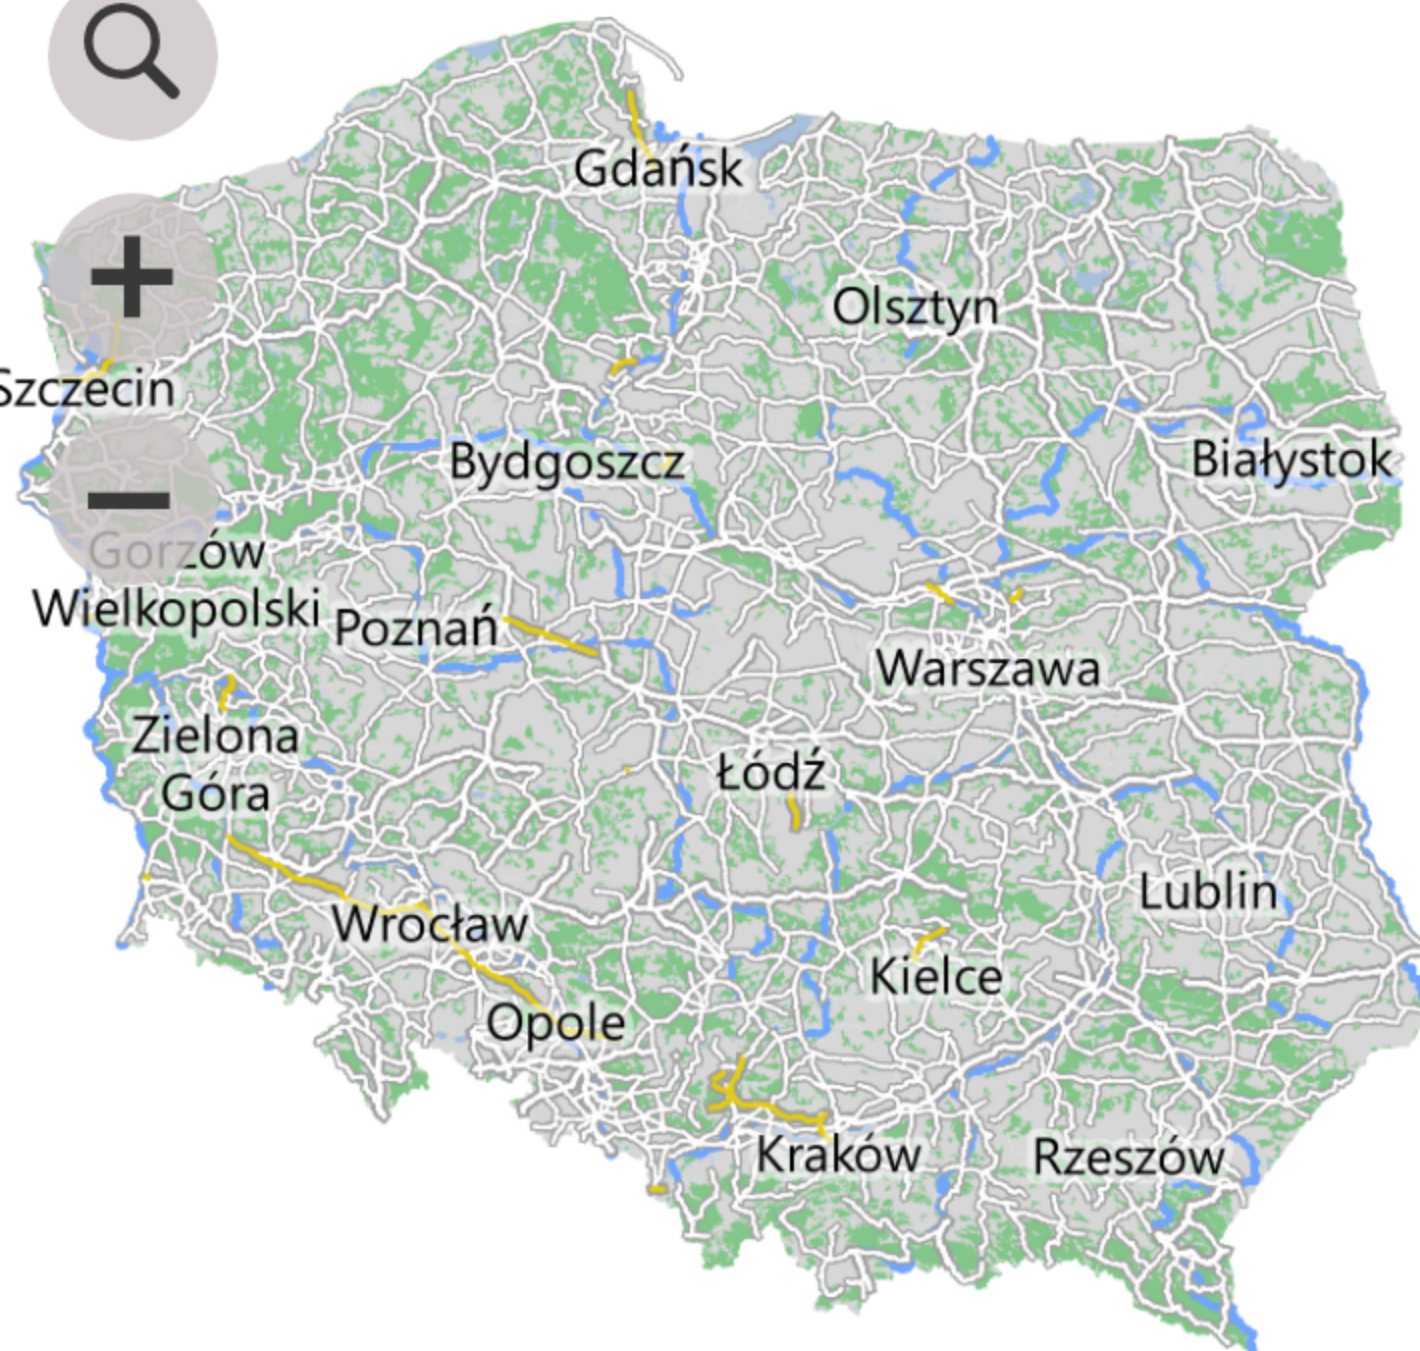 Gdańsk
Olsztyn
Szczecin
Bydgoszcz
Białystok
Gorzów
Wielkopolski
Poznań
Warszawa
Zielona
Góra
Łódź
Lublin
Wrocław
Kielce
Opole
Kraków
Rzeszów